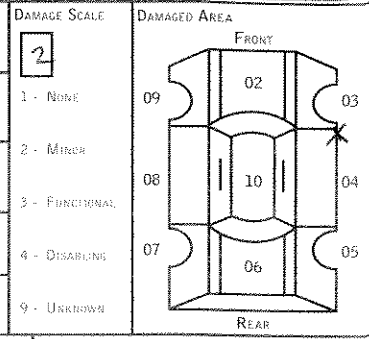 DAMAGE SCALE
2
1 - NONE
2 - MINOR
3 - FUNCTIONAL
4 - DISABLING
9 - UNKNOWN
DAMAGED AREA
FRONT
02
09
03
08
10
04
07
05
06
REAR